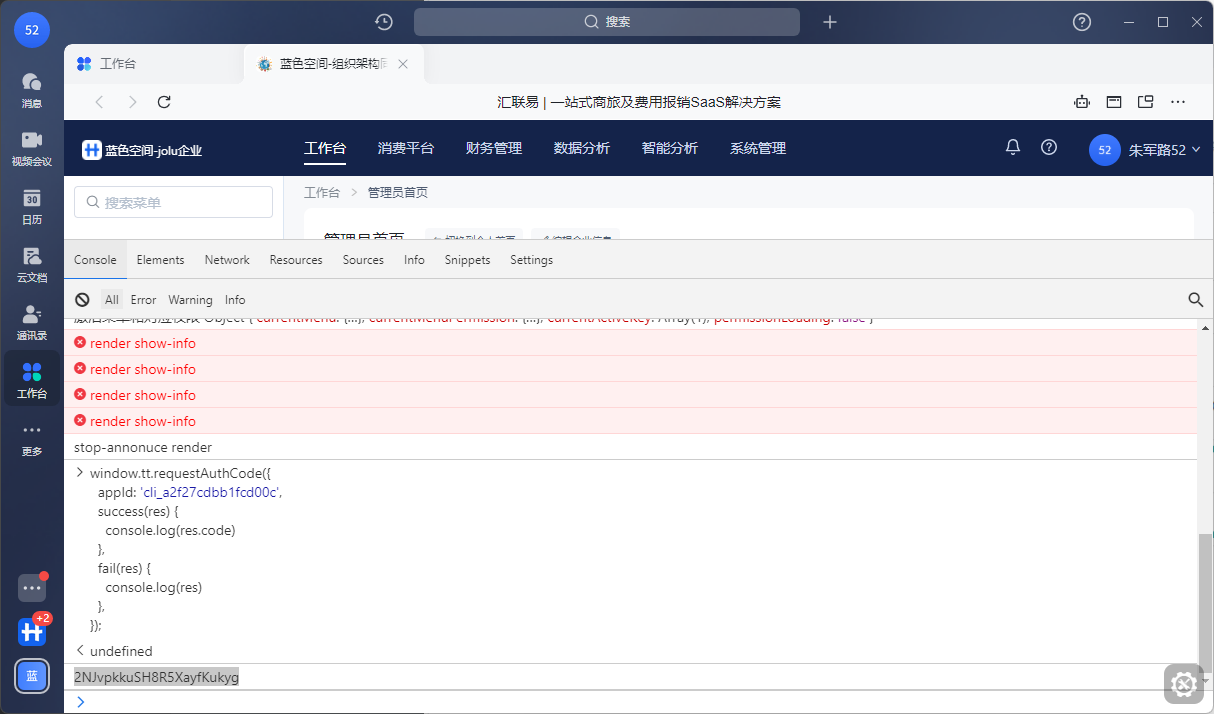 52
搜索
工作台
蓝色空间-组织架构同
汇联易 | 一站式商旅及费用报销SaaS解决方案
消息
视频会议
30
日历
云文档
通讯录
工作台
更多
+2
蓝
蓝色空间-jolu企业
工作台 消费平台 财务管理 数据分析 智能分析 系统管理
52 朱军路52
搜索菜单
工作台 > 管理员首页
管理员首页
Console Elements Network Resources Sources Info Snippets Settings
All Error Warning Info
Object { currentMenu: {…}, currentMenuPermission: {…}, currentActiveKey: Array(1), permissionLoading: false }
render show-info
render show-info
render show-info
render show-info
stop-annonuce render
> window.tt.requestAuthCode({
appId: 'cli_a2f27cdbb1fcd00c',
success(res) {
console.log(res.code)
},
fail(res) {
console.log(res)
},
});
< undefined
2NJvpkkuSH8R5XayfKukyg
>